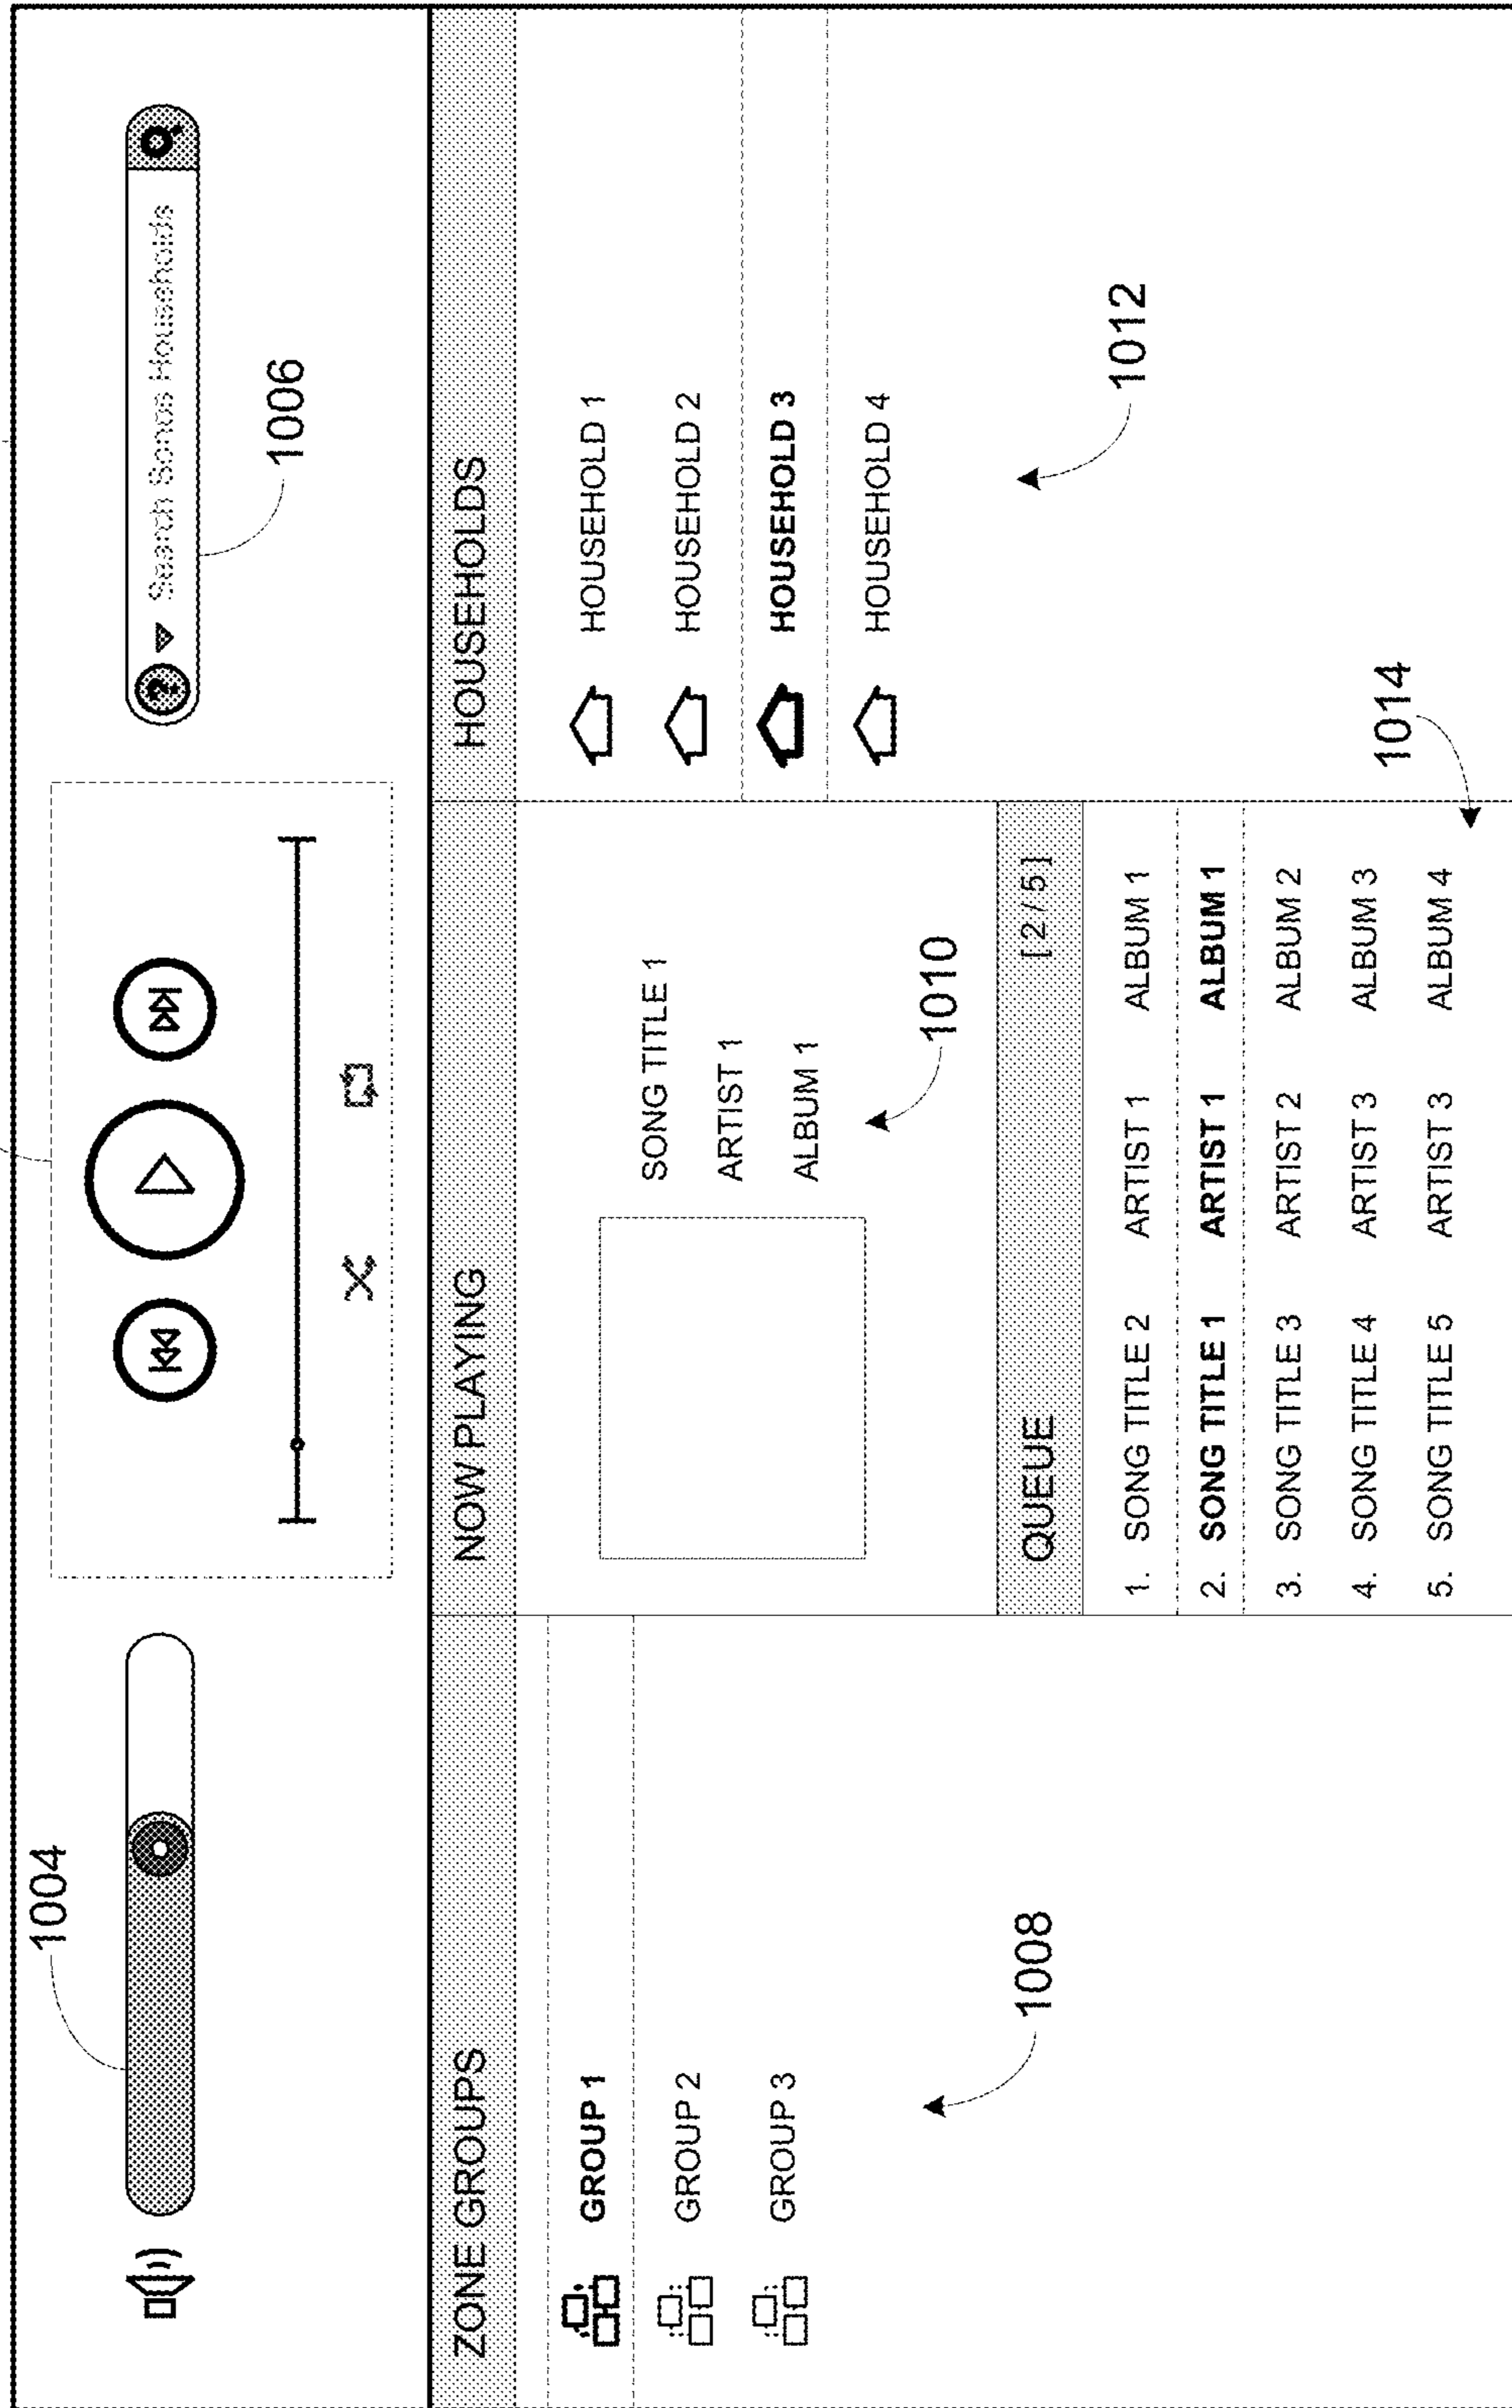 1004
? Search Sonos Households
1006
ZONE GROUPS
GROUP 1
GROUP 2
GROUP 3
1008
NOW PLAYING
SONG TITLE 1
ARTIST 1
ALBUM 1
1010
QUEUE [ 2 / 5 ]
1. SONG TITLE 2 ARTIST 1 ALBUM 1
2. SONG TITLE 1 ARTIST 1 ALBUM 1
3. SONG TITLE 3 ARTIST 2 ALBUM 2
4. SONG TITLE 4 ARTIST 3 ALBUM 3
5. SONG TITLE 5 ARTIST 3 ALBUM 4
1014
HOUSEHOLDS
HOUSEHOLD 1
HOUSEHOLD 2
HOUSEHOLD 3
HOUSEHOLD 4
1012